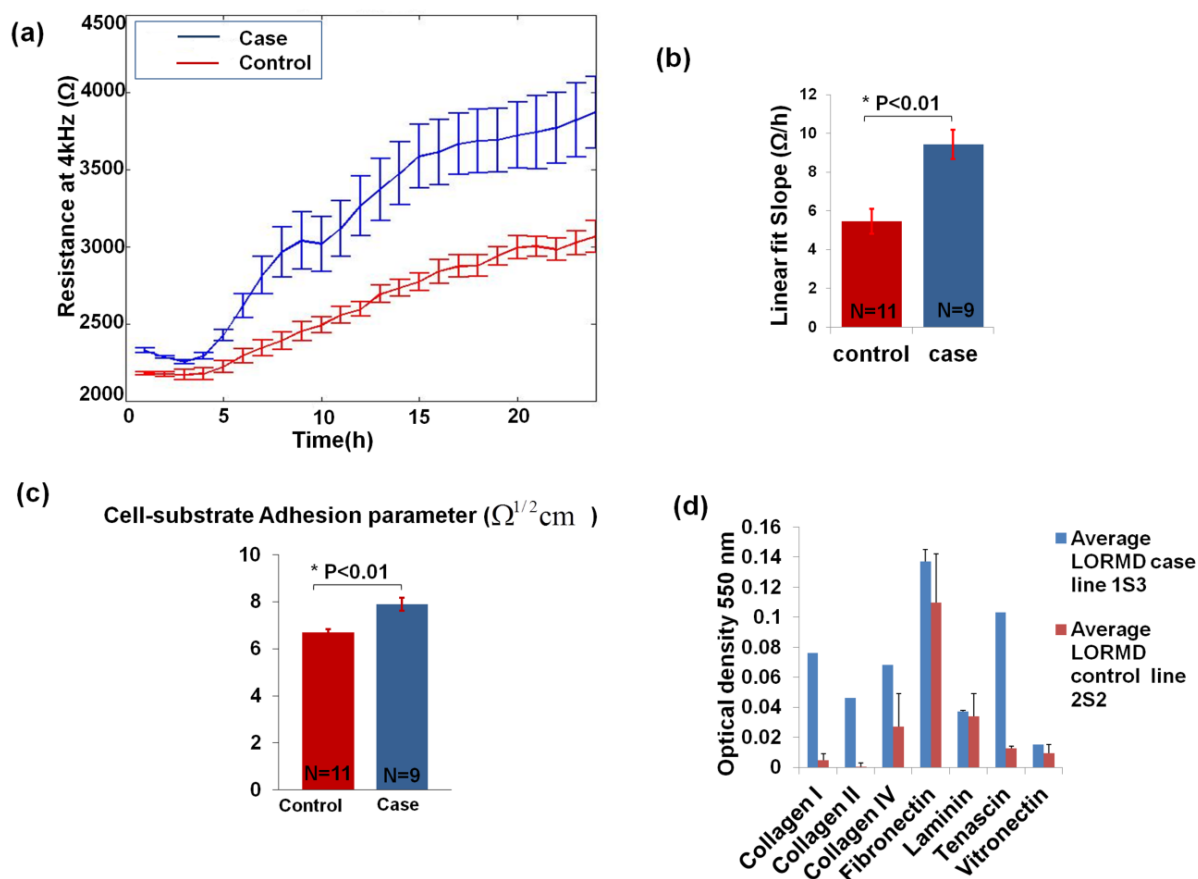 (a)
4500
4000
3500
3000
2500
2000
Resistance at 4kHz (Ω)
Case
Control
0
5
10
15
20
Time(h)
(b)
12
10
8
6
4
2
0
Linear fit Slope (Ω/h)
* P<0.01
N=11
N=9
control
case
(c)
Cell-substrate Adhesion parameter (Ω^1/2 cm )
10
8
6
4
2
0
* P<0.01
N=11
N=9
Control
Case
(d)
0.16
0.14
0.12
0.1
0.08
0.06
0.04
0.02
0
Optical density 550 nm
Collagen I
Collagen II
Collagen IV
Fibronectin
Laminin
Tenascin
Vitronectin
Average
LORMD case
line 1S3
Average
LORMD
control line
2S2